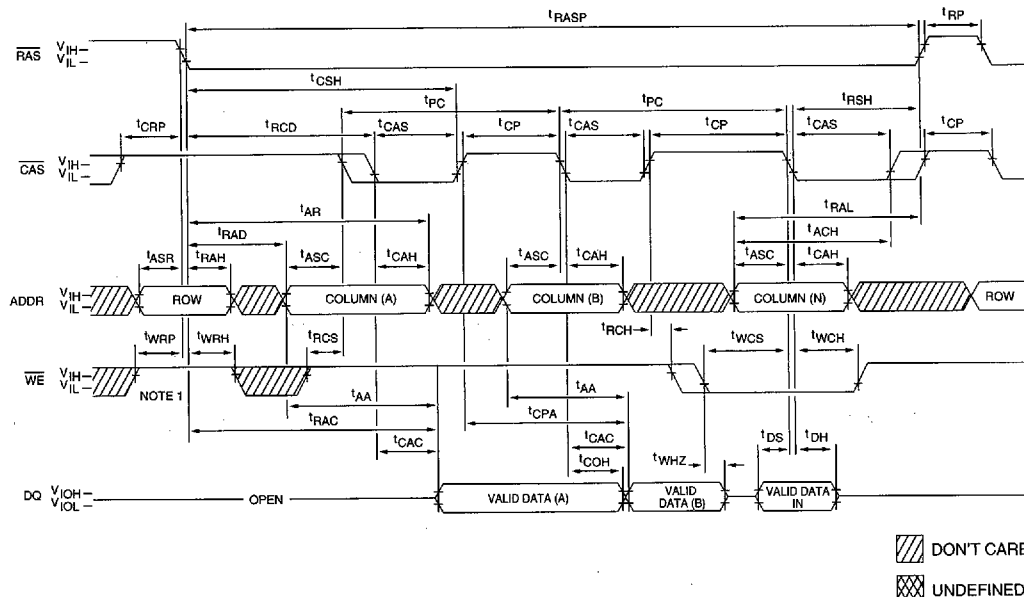 tRASP
tRP
RAS VIH
VIL
tCSH
tPC
tPC
tRSH
tCRP
tRCD
tCAS
tCP
tCAS
tCP
tCAS
tCP
CAS VIH
VIL
tAR
tRAL
tRAD
tACH
tASR
tRAH
tASC
tCAH
tASC
tCAH
tASC
tCAH
ADDR VIH
VIL
ROW
COLUMN (A)
COLUMN (B)
COLUMN (N)
ROW
tRCH
tWRP
tWRH
tRCS
tWCS
tWCH
WE VIH
VIL
NOTE 1
tAA
tAA
tRAC
tCPA
tCAC
tCAC
tCOH
tWHZ
tDS
tDH
DQ VIOH
VIOL
OPEN
VALID DATA (A)
VALID
DATA (B)
VALID DATA
IN
DON'T CARE
UNDEFINED